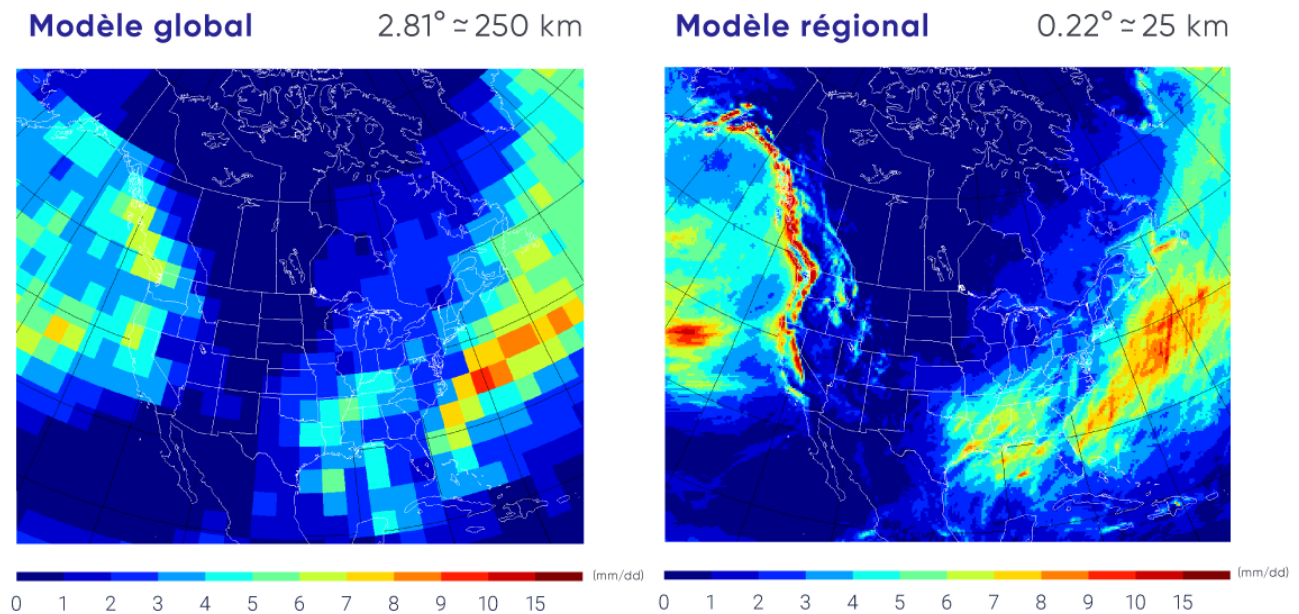 Modèle global 2.81° ≃ 250 km
Modèle régional 0.22° ≃ 25 km
0 1 2 3 4 5 6 7 8 9 10 15 (mm/dd)
0 1 2 3 4 5 6 7 8 9 10 15 (mm/dd)